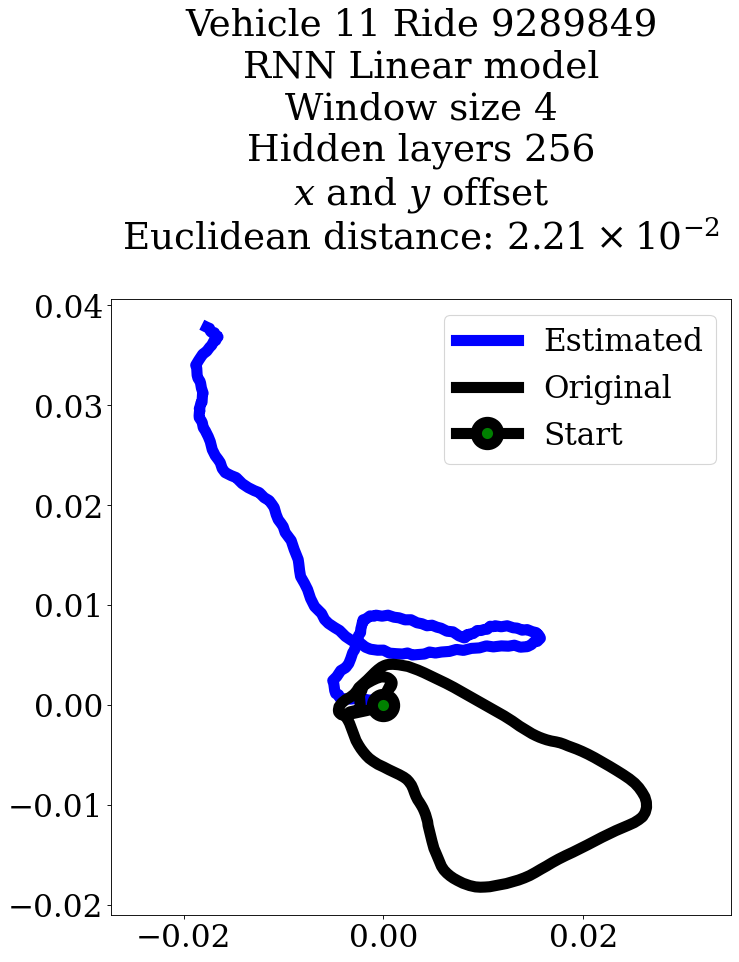 Vehicle 11 Ride 9289849
RNN Linear model
Window size 4
Hidden layers 256
x and y offset
Euclidean distance: 2.21 × 10⁻²
Estimated
Original
Start
0.04
0.03
0.02
0.01
0.00
−0.01
−0.02
−0.02
0.00
0.02